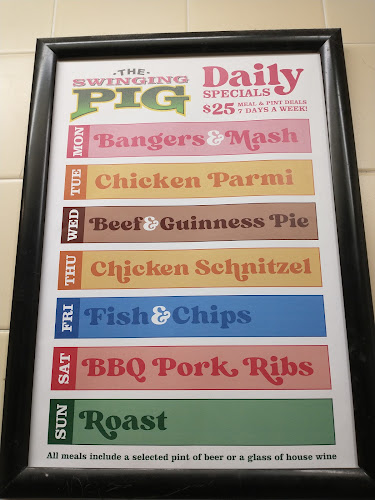 THE
SWINGING
PIG
Daily
SPECIALS
$25 MEAL & PINT DEALS
7 DAYS A WEEK!
MON Bangers & Mash
TUE Chicken Parmi
WED Beef & Guinness Pie
THU Chicken Schnitzel
FRI Fish & Chips
SAT BBQ Pork Ribs
SUN Roast
All meals include a selected pint of beer or a glass of house wine